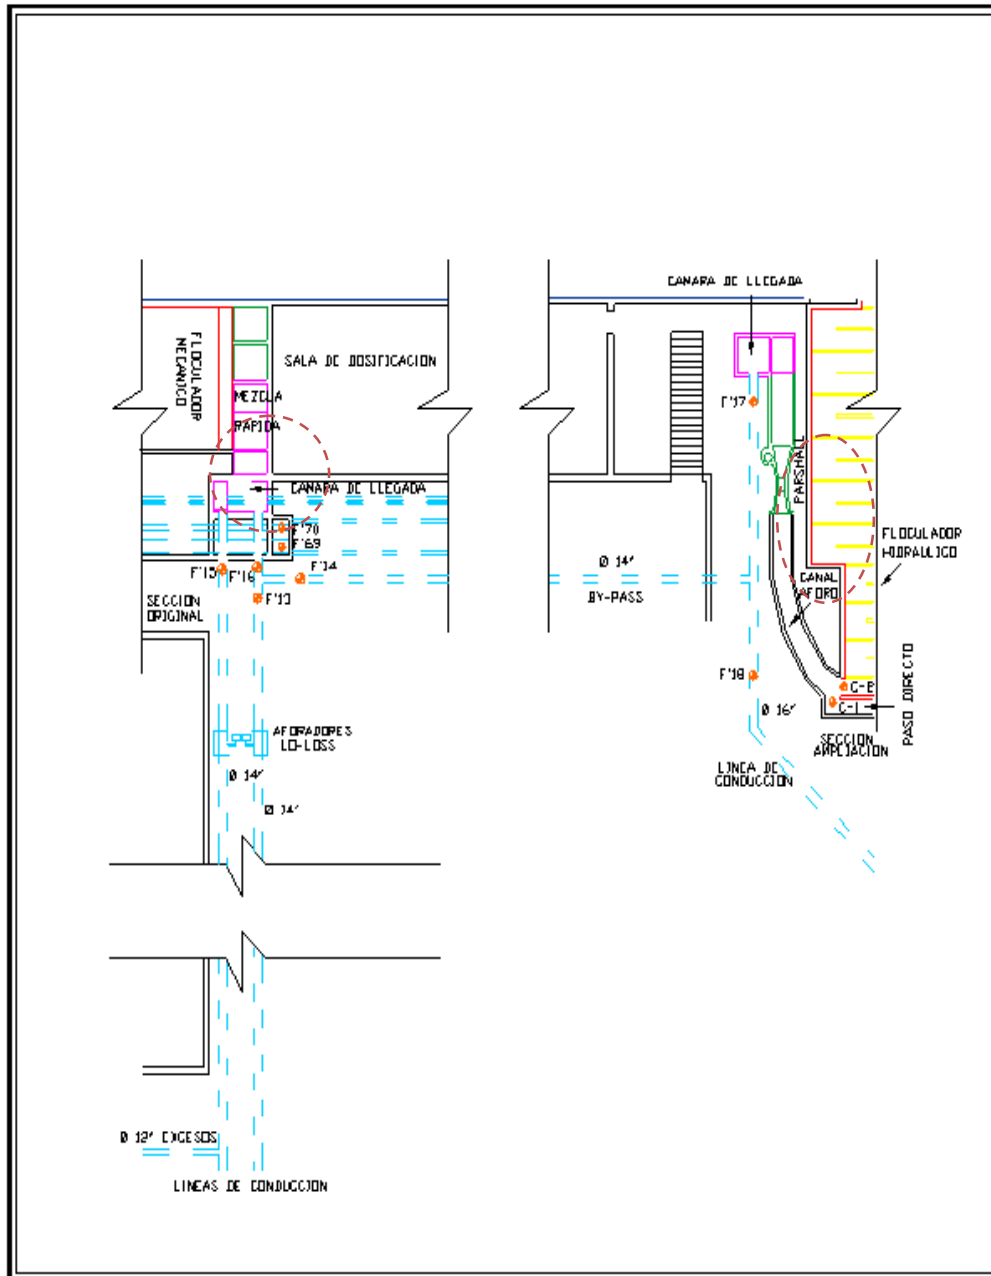 CAMARA DE LLEGADA
FLOCULADOR
MECANICO
SALA DE DOSIFICACION
MEZCLA
RAPIDA
F'17
PARSHALL
CAMARA DE LLEGADA
F'70
F'69
F'15
F'16
F'14
F'13
SECCION
ORIGINAL
Ø 14"
BY-PASS
FLOCULADOR
HIDRAULICO
CANAL
AFORO
F'18
C-2
C-1
PASO DIRECTO
Ø 16"
SECCION
AMPLIACION
AFORADORES
LO-LOSS
Ø 14"
Ø 24"
LINEA DE
CONDUCCION
Ø 12" EXCESOS
LINEAS DE CONDUCCION